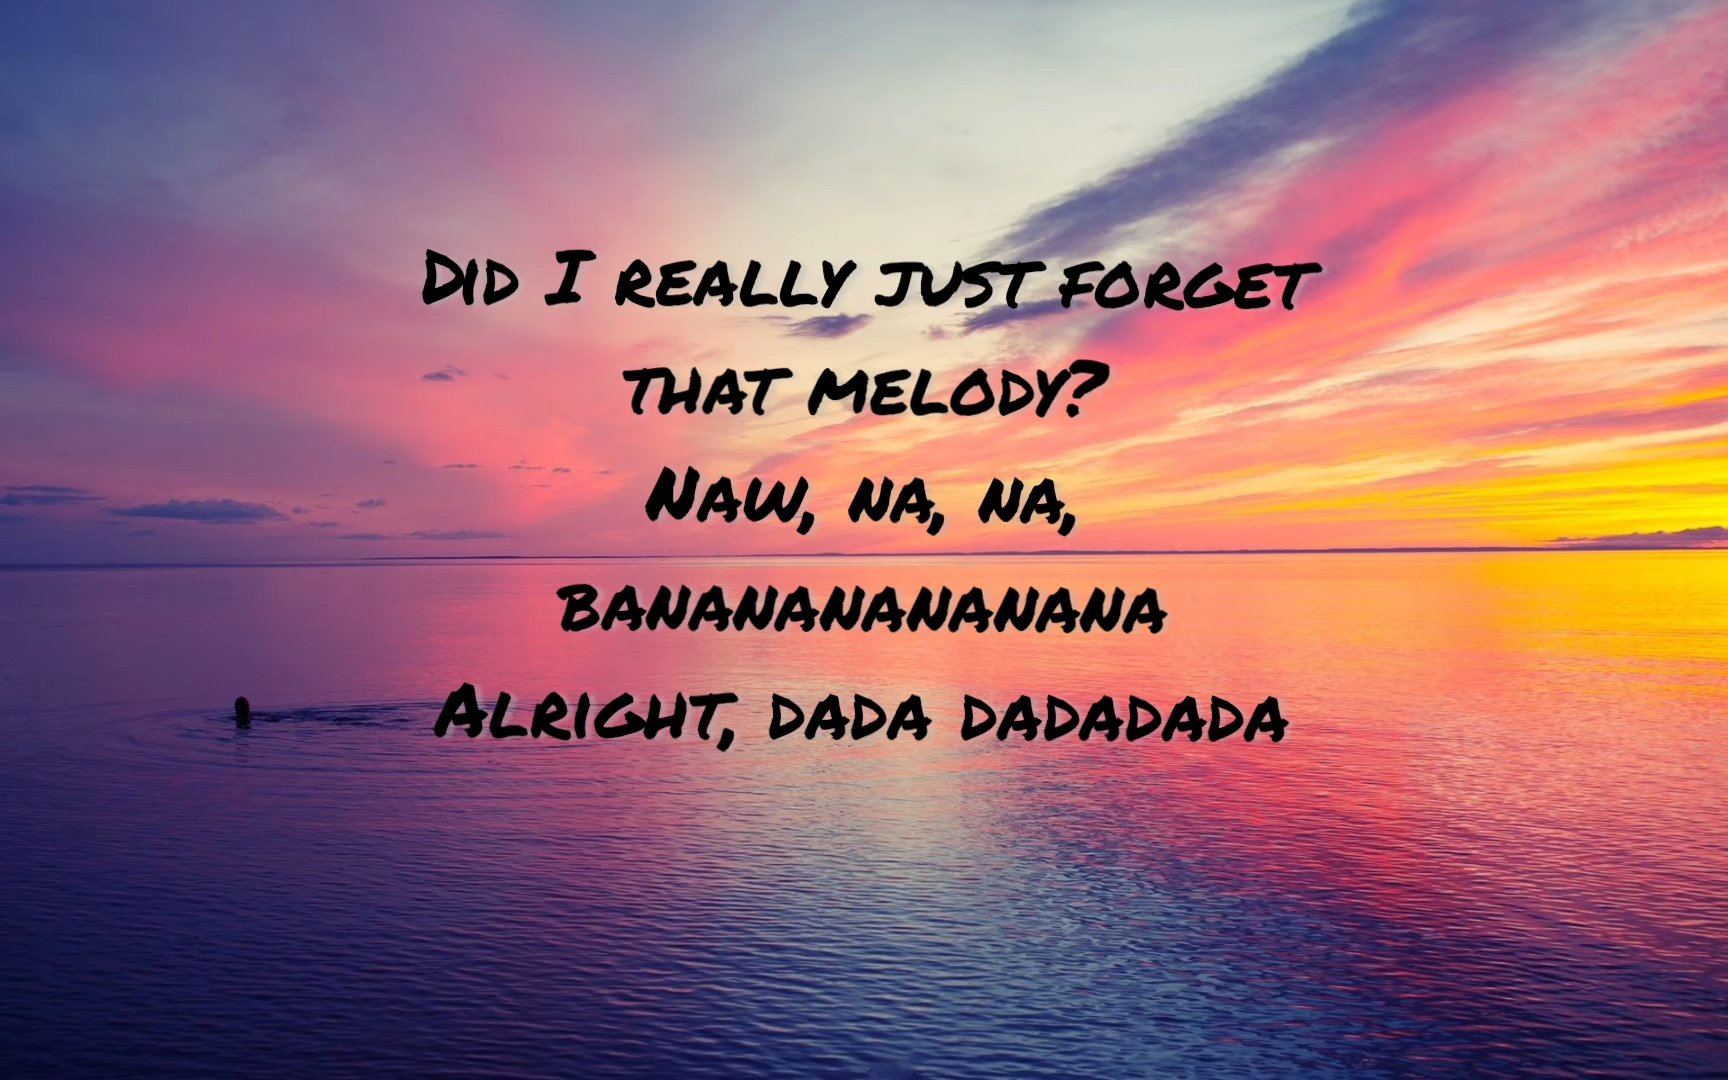 Did I really just forget
that melody?
Naw, na, na,
bananananananana
Alright, dada dadadada